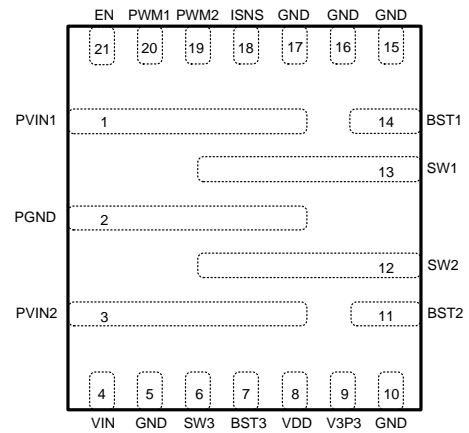 EN PWM1 PWM2 ISNS GND GND GND
21 20 19 18 17 16 15
PVIN1 1 14 BST1
13 SW1
PGND 2
12 SW2
PVIN2 3 11 BST2
4 5 6 7 8 9 10
VIN GND SW3 BST3 VDD V3P3 GND